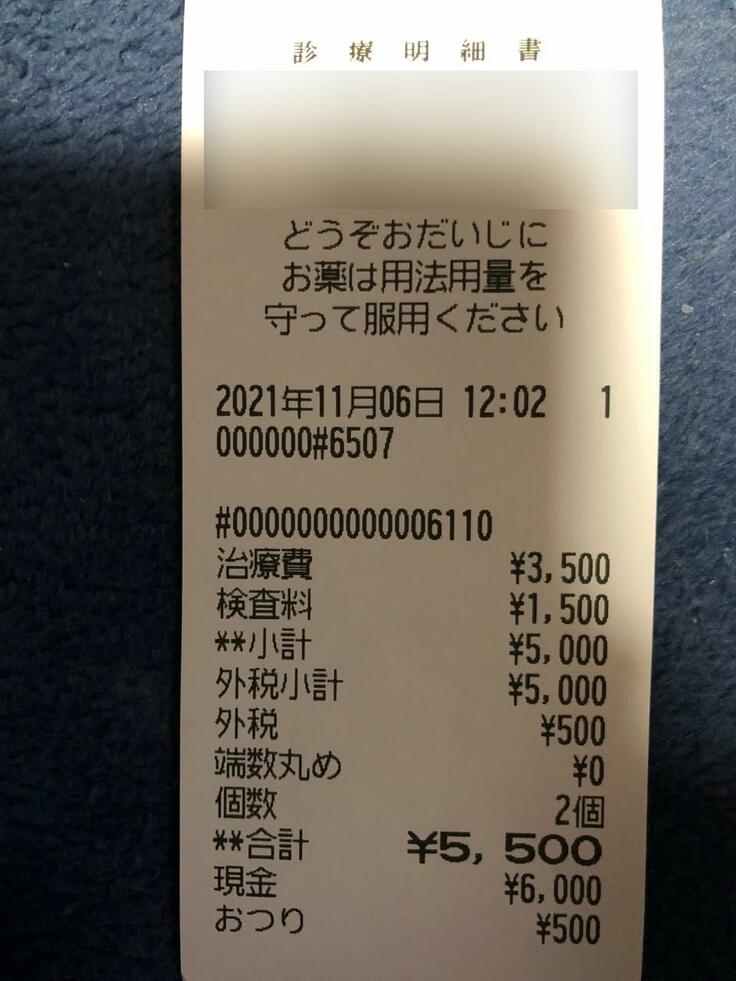 診療明細書
どうぞおだいじに
お薬は用法用量を
守って服用ください
2021年11月06日 12:02 1
000000#6507
#0000000000006110
治療費 ¥3,500
検査料 ¥1,500
**小計 ¥5,000
外税小計 ¥5,000
外税 ¥500
端数丸め ¥0
個数 2個
**合計 ¥5,500
現金 ¥6,000
おつり ¥500